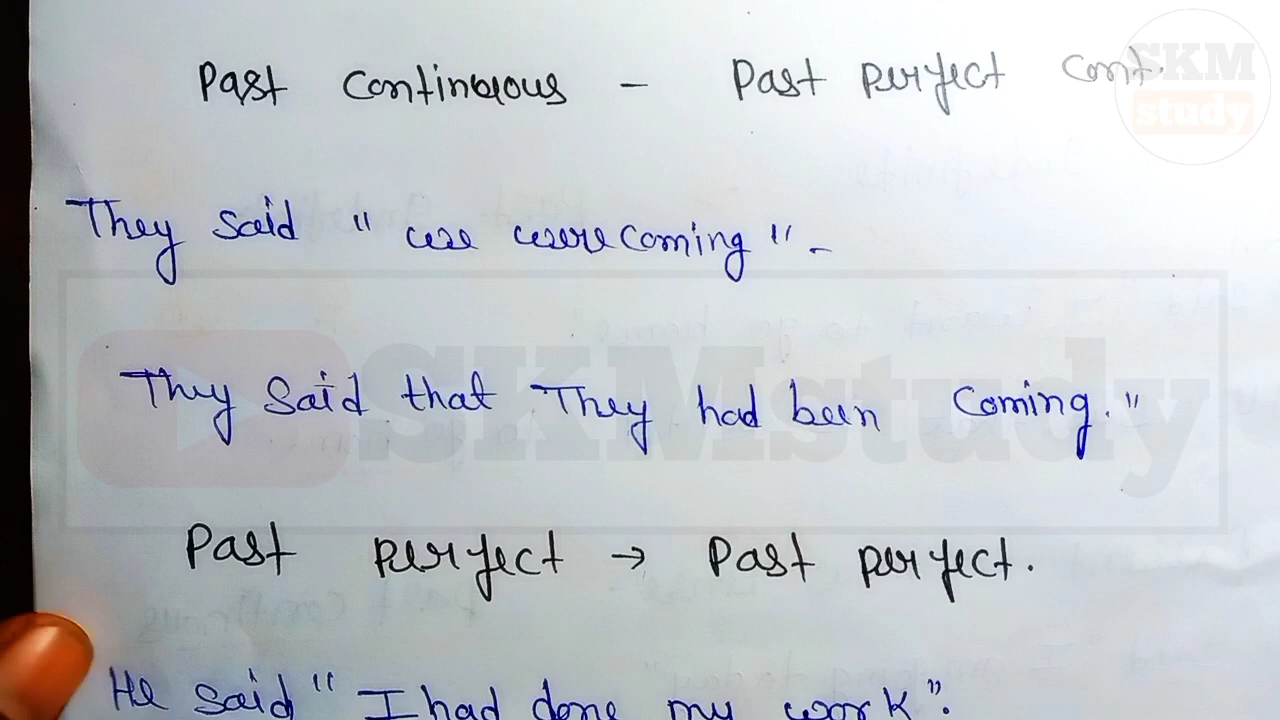 Past Continuous - Past perfect Cont.
SKM
study
They said " we were coming " -
SKMstudy
They Said that They had been Coming. "
Past perfect → Past perfect.
He said " I had done my work ".